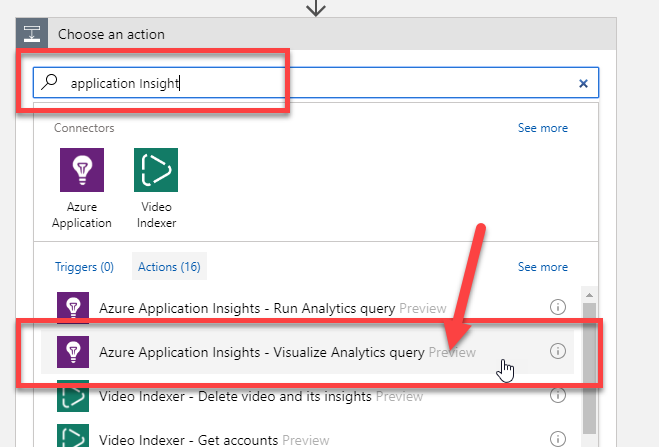 Choose an action
application Insight
Connectors
See more
Azure Application
Video Indexer
Triggers (0)
Actions (16)
See more
Azure Application Insights - Run Analytics query Preview
Azure Application Insights - Visualize Analytics query Preview
Video Indexer - Delete video and its insights Preview
Video Indexer - Get accounts Preview